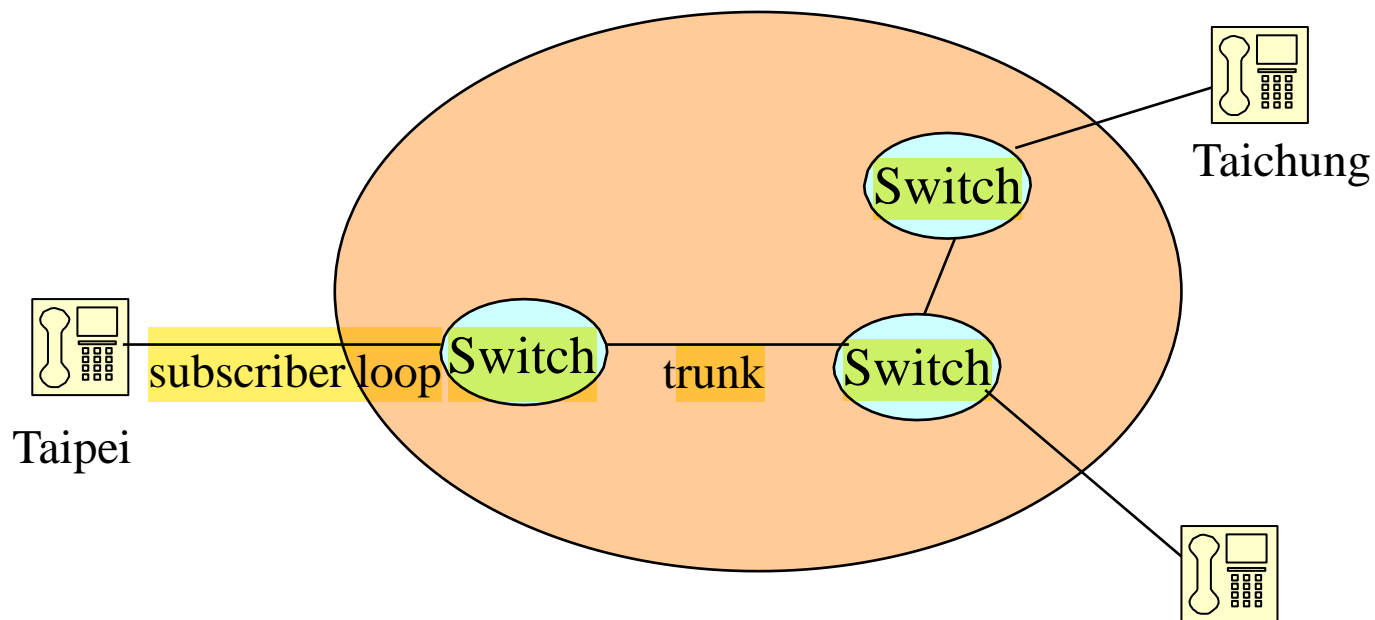 Taichung
Switch
subscriber loop
Switch
trunk
Switch
Taipei